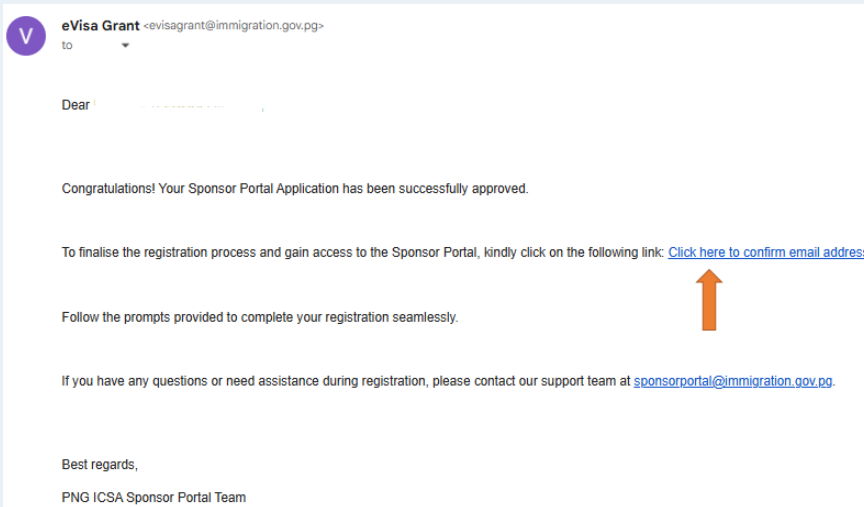 V
eVisa Grant <evisagrant@immigration.gov.pg>
to
Dear
Congratulations! Your Sponsor Portal Application has been successfully approved.
To finalise the registration process and gain access to the Sponsor Portal, kindly click on the following link: Click here to confirm email address
Follow the prompts provided to complete your registration seamlessly.
If you have any questions or need assistance during registration, please contact our support team at sponsorportal@immigration.gov.pg.
Best regards,
PNG ICSA Sponsor Portal Team